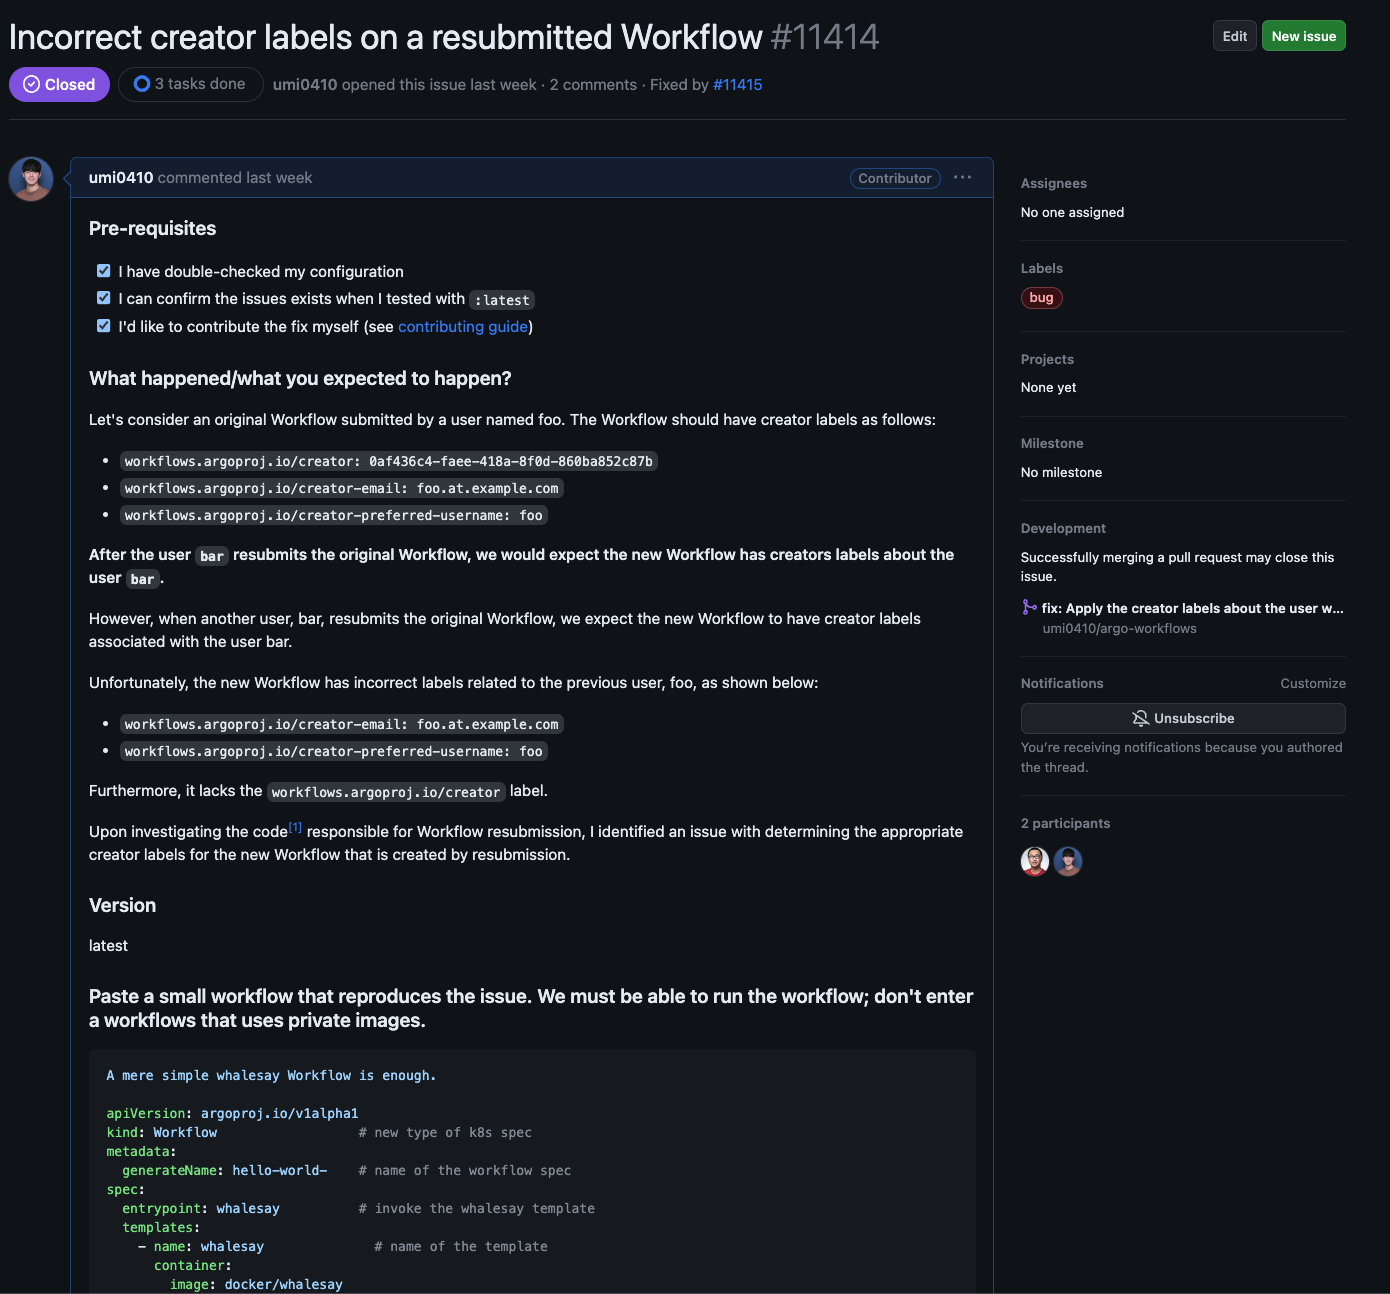 Incorrect creator labels on a resubmitted Workflow #11414
Edit
New issue
Closed
3 tasks done
umi0410 opened this issue last week · 2 comments · Fixed by #11415
umi0410 commented last week
Contributor
···
Pre-requisites
I have double-checked my configuration
I can confirm the issues exists when I tested with :latest
I'd like to contribute the fix myself (see contributing guide)
What happened/what you expected to happen?
Let's consider an original Workflow submitted by a user named foo. The Workflow should have creator labels as follows:
• workflows.argoproj.io/creator: 0af436c4-faee-418a-8f0d-860ba852c87b
• workflows.argoproj.io/creator-email: foo.at.example.com
• workflows.argoproj.io/creator-preferred-username: foo
After the user bar resubmits the original Workflow, we would expect the new Workflow has creators labels about the
user bar.
However, when another user, bar, resubmits the original Workflow, we expect the new Workflow to have creator labels
associated with the user bar.
Unfortunately, the new Workflow has incorrect labels related to the previous user, foo, as shown below:
• workflows.argoproj.io/creator-email: foo.at.example.com
• workflows.argoproj.io/creator-preferred-username: foo
Furthermore, it lacks the workflows.argoproj.io/creator label.
Upon investigating the code[1] responsible for Workflow resubmission, I identified an issue with determining the appropriate
creator labels for the new Workflow that is created by resubmission.
Version
latest
Paste a small workflow that reproduces the issue. We must be able to run the workflow; don't enter
a workflows that uses private images.
A mere simple whalesay Workflow is enough.
apiVersion: argoproj.io/v1alpha1
kind: Workflow # new type of k8s spec
metadata:
generateName: hello-world- # name of the workflow spec
spec:
entrypoint: whalesay # invoke the whalesay template
templates:
- name: whalesay # name of the template
container:
image: docker/whalesay
Assignees
No one assigned
Labels
bug
Projects
None yet
Milestone
No milestone
Development
Successfully merging a pull request may close this
issue.
fix: Apply the creator labels about the user w...
umi0410/argo-workflows
Notifications
Customize
Unsubscribe
You're receiving notifications because you authored
the thread.
2 participants